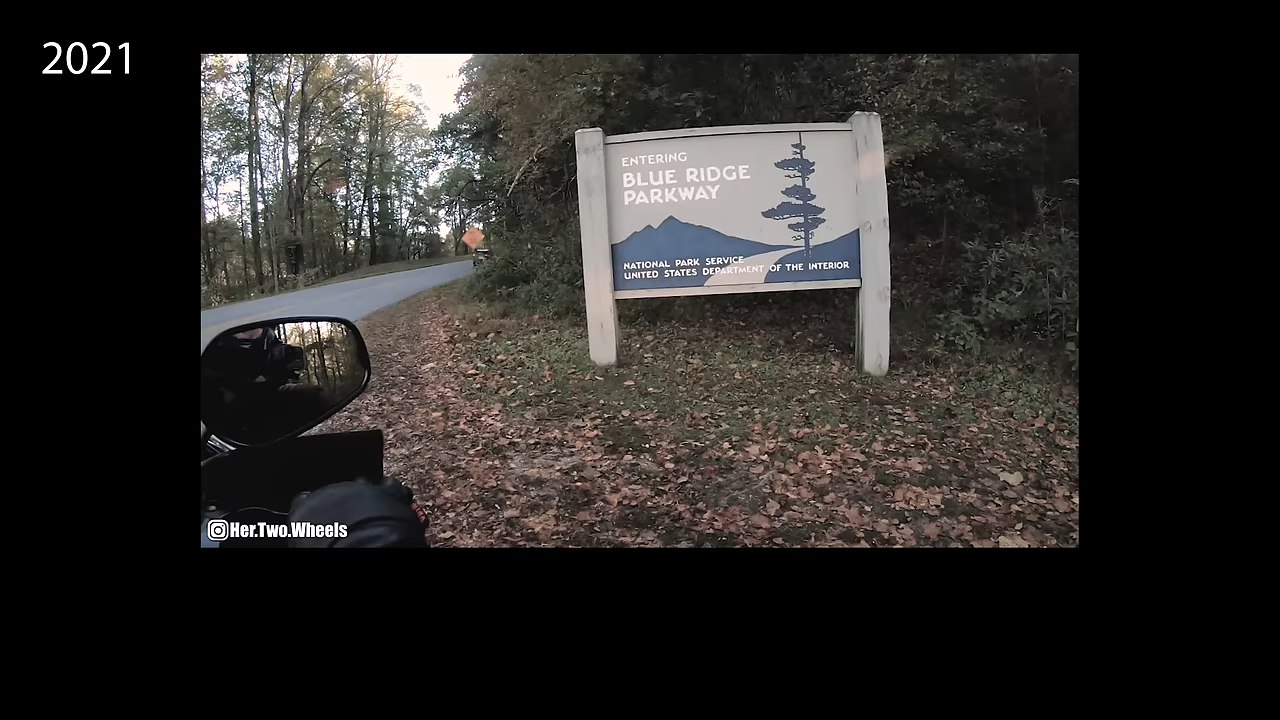 2021
ENTERING
BLUE RIDGE
PARKWAY
NATIONAL PARK SERVICE
UNITED STATES DEPARTMENT OF THE INTERIOR
Her.Two.Wheels